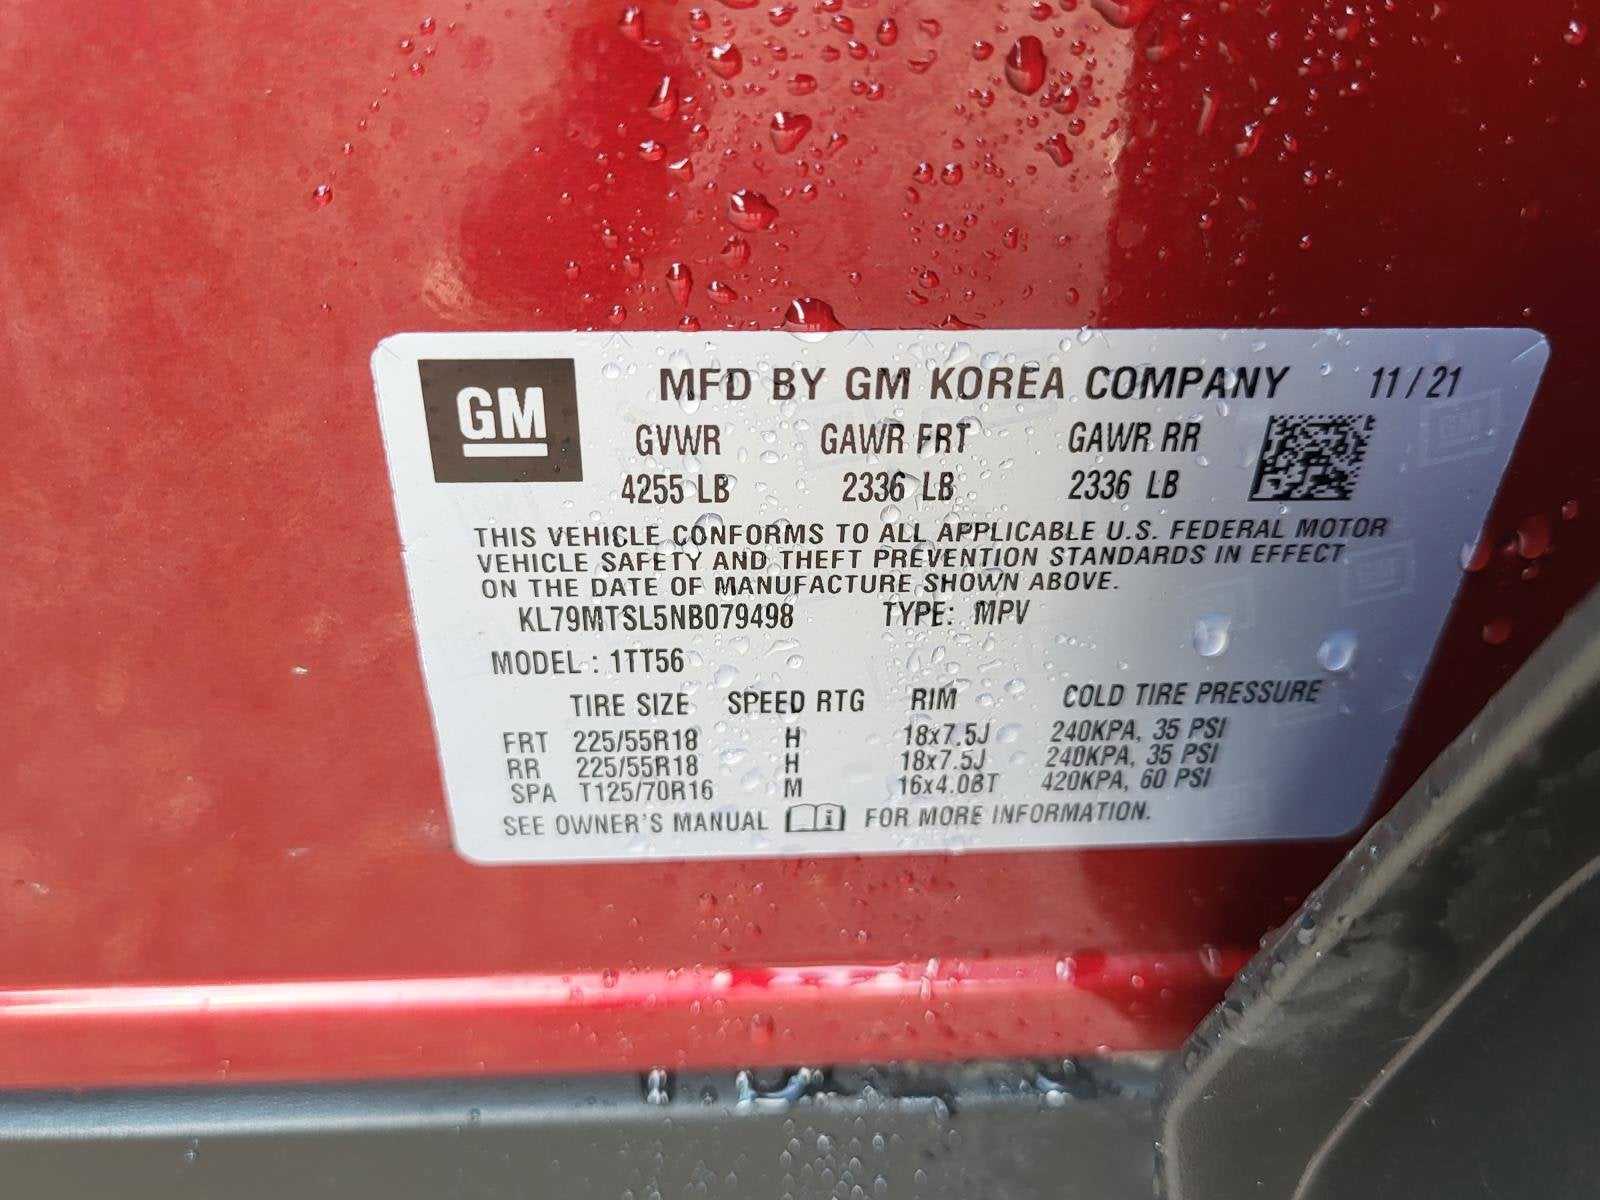 GM
MFD BY GM KOREA COMPANY 11/21
GVWR GAWR FRT GAWR RR
4255 LB 2336 LB 2336 LB
THIS VEHICLE CONFORMS TO ALL APPLICABLE U.S. FEDERAL MOTOR
VEHICLE SAFETY AND THEFT PREVENTION STANDARDS IN EFFECT
ON THE DATE OF MANUFACTURE SHOWN ABOVE.
KL79MTSL5NB079498 TYPE: MPV
MODEL: 1TT56
TIRE SIZE SPEED RTG RIM COLD TIRE PRESSURE
FRT 225/55R18 H 18x7.5J 240KPA, 35 PSI
RR 225/55R18 H 18x7.5J 240KPA, 35 PSI
SPA T125/70R16 M 16x4.0BT 420KPA, 60 PSI
SEE OWNER'S MANUAL i FOR MORE INFORMATION.